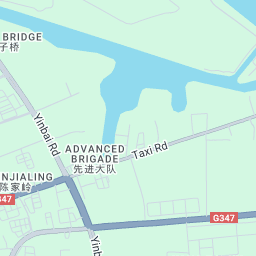 BRIDGE
子桥
Yinbai Rd
ADVANCED
BRIGADE
先进大队
Taxi Rd
NJIALING
陈家岭
47
G347
Yinb